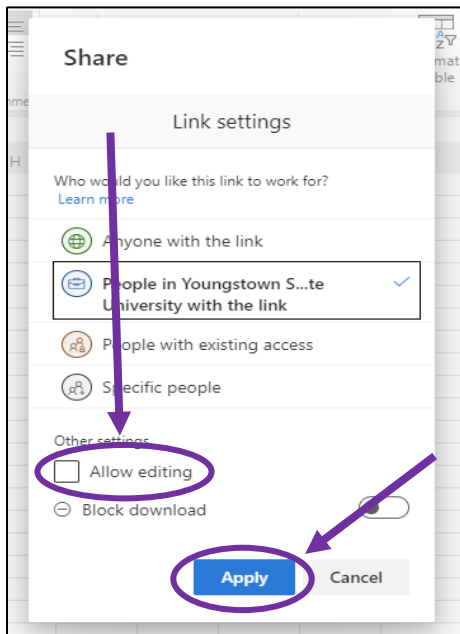 Share
Link settings
H
Who would you like this link to work for?
Learn more
Anyone with the link
People in Youngstown S...te
University with the link
People with existing access
Specific people
Other settings
Allow editing
Block download
Apply Cancel